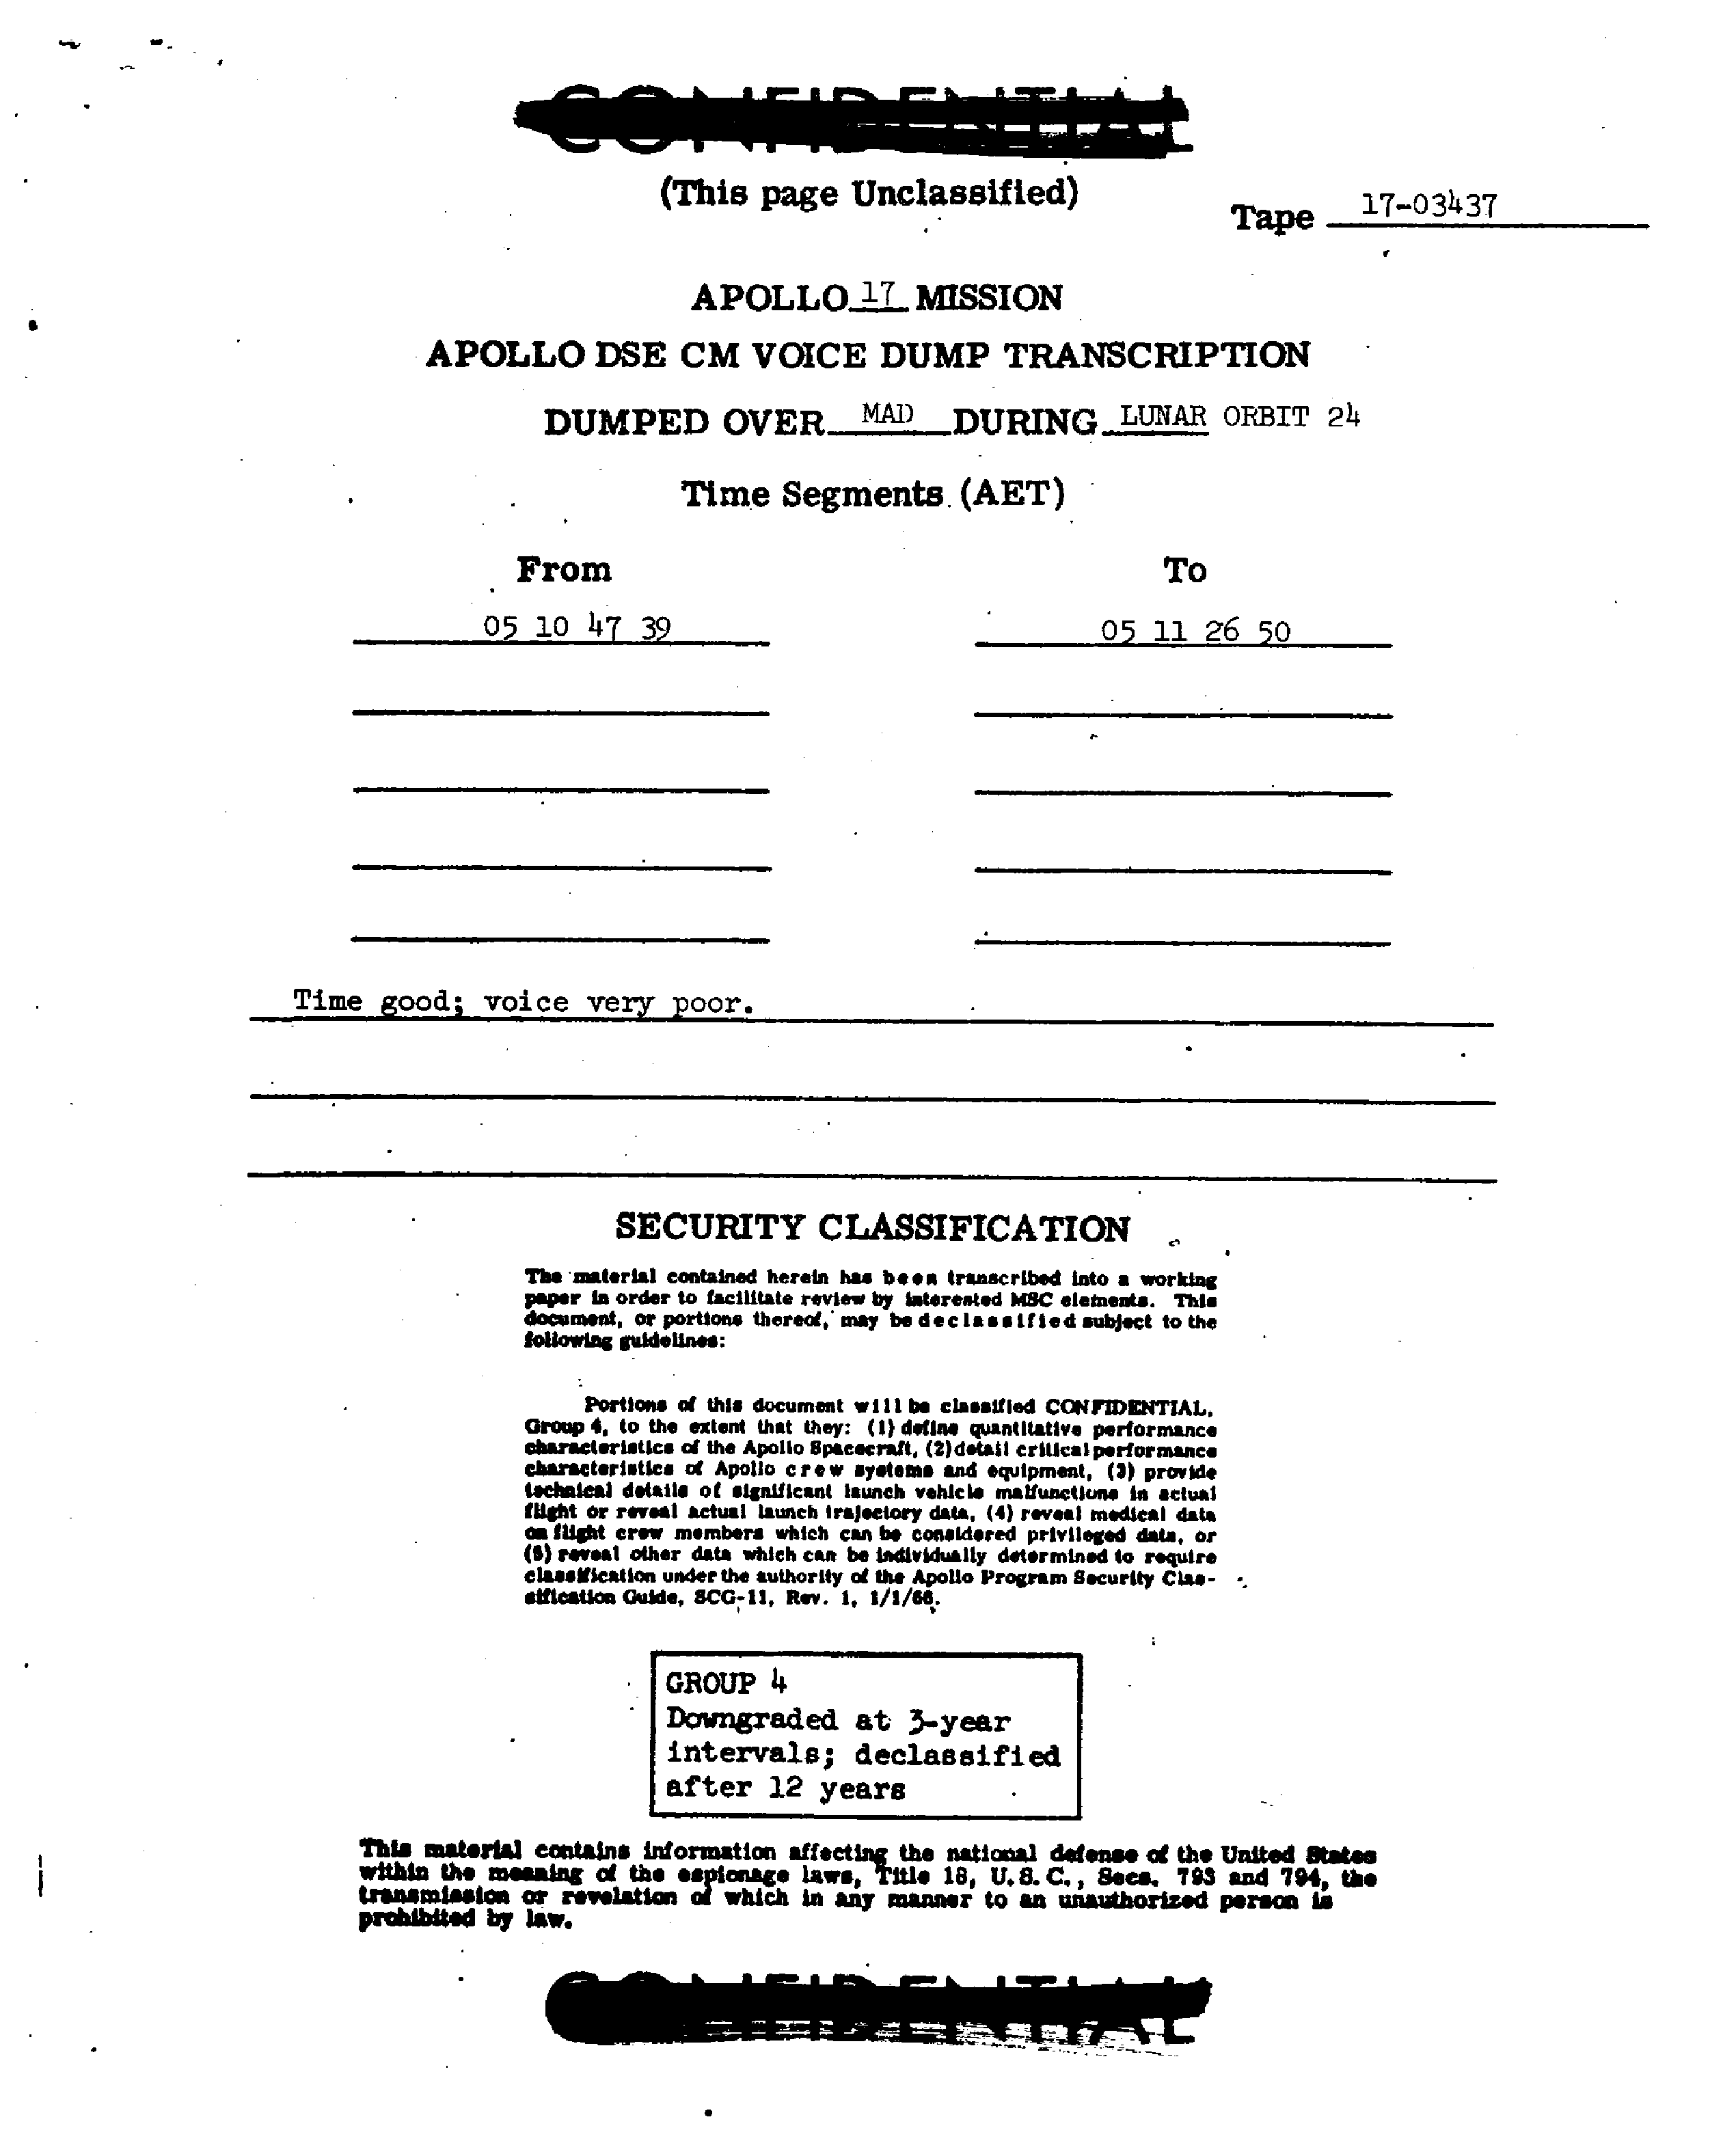 CONFIDENTIAL
(This page Unclassified)
Tape 17-03437
APOLLO 17 MISSION
APOLLO DSE CM VOICE DUMP TRANSCRIPTION
DUMPED OVER MAD DURING LUNAR ORBIT 24
Time Segments (AET)
From To
05 10 47 39 05 11 26 50
Time good; voice very poor.
SECURITY CLASSIFICATION
The material contained herein has been transcribed into a working
paper in order to facilitate review by interested MSC elements. This
document, or portions thereof, may be declassified subject to the
following guidelines:
Portions of this document will be classified CONFIDENTIAL,
Group 4, to the extent that they: (1) define quantitative performance
characteristics of the Apollo Spacecraft, (2) detail critical performance
characteristics of Apollo crew systems and equipment, (3) provide
technical details of significant launch vehicle malfunctions in actual
flight or reveal actual launch trajectory data, (4) reveal medical data
on flight crew members which can be considered privileged data, or
(5) reveal other data which can be individually determined to require
classification under the authority of the Apollo Program Security Clas-
sification Guide, SCG-11, Rev. 1, 1/1/66.
GROUP 4
Downgraded at 3-year
intervals; declassified
after 12 years
This material contains information affecting the national defense of the United States
within the meaning of the espionage laws, Title 18, U.S.C., Secs. 793 and 794, the
transmission or revelation of which in any manner to an unauthorized person is
prohibited by law.
CONFIDENTIAL